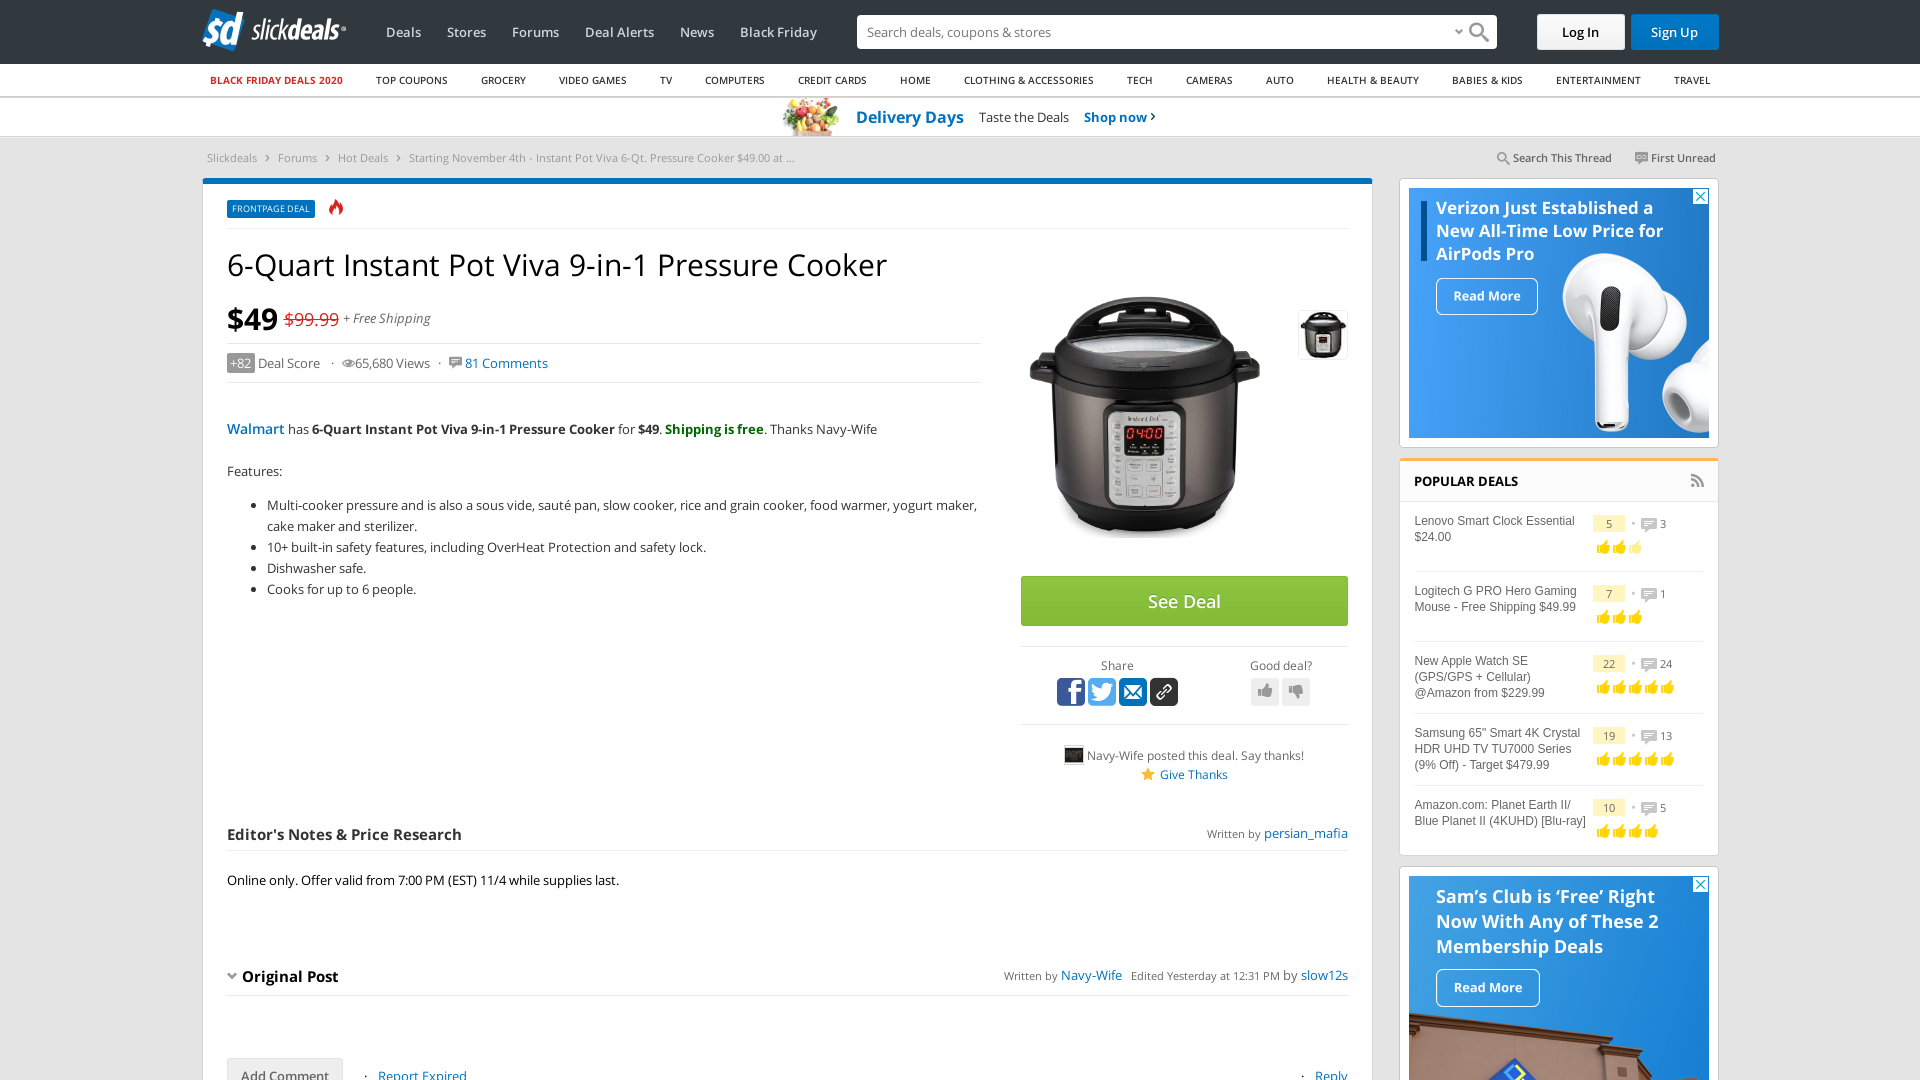 slickdeals
Deals
Stores
Forums
Deal Alerts
News
Black Friday
Search deals, coupons & stores
Log In
Sign Up
BLACK FRIDAY DEALS 2020
TOP COUPONS
GROCERY
VIDEO GAMES
TV
COMPUTERS
CREDIT CARDS
HOME
CLOTHING & ACCESSORIES
TECH
CAMERAS
AUTO
HEALTH & BEAUTY
BABIES & KIDS
ENTERTAINMENT
TRAVEL
Delivery Days Taste the Deals Shop now
Slickdeals > Forums > Hot Deals > Starting November 4th - Instant Pot Viva 6-Qt. Pressure Cooker $49.00 at ...
Search This Thread
First Unread
FRONTPAGE DEAL
6-Quart Instant Pot Viva 9-in-1 Pressure Cooker
$49 $99.99 + Free Shipping
+82 Deal Score · 65,680 Views · 81 Comments
Walmart has 6-Quart Instant Pot Viva 9-in-1 Pressure Cooker for $49. Shipping is free. Thanks Navy-Wife
Features:
• Multi-cooker pressure and is also a sous vide, sauté pan, slow cooker, rice and grain cooker, food warmer, yogurt maker,
cake maker and sterilizer.
• 10+ built-in safety features, including OverHeat Protection and safety lock.
• Dishwasher safe.
• Cooks for up to 6 people.
Instant Pot
04:00
See Deal
Share
Good deal?
Navy-Wife posted this deal. Say thanks!
Give Thanks
Editor's Notes & Price Research
Written by persian_mafia
Online only. Offer valid from 7:00 PM (EST) 11/4 while supplies last.
Original Post
Written by Navy-Wife Edited Yesterday at 12:31 PM by slow12s
Add Comment
· Report Expired
· Reply
Verizon Just Established a
New All-Time Low Price for
AirPods Pro
Read More
POPULAR DEALS
Lenovo Smart Clock Essential
$24.00
5 • 3
Logitech G PRO Hero Gaming
Mouse - Free Shipping $49.99
7 • 1
New Apple Watch SE
(GPS/GPS + Cellular)
@Amazon from $229.99
22 • 24
Samsung 65" Smart 4K Crystal
HDR UHD TV TU7000 Series
(9% Off) - Target $479.99
19 • 13
Amazon.com: Planet Earth II/
Blue Planet II (4KUHD) [Blu-ray]
10 • 5
Sam's Club is 'Free' Right
Now With Any of These 2
Membership Deals
Read More